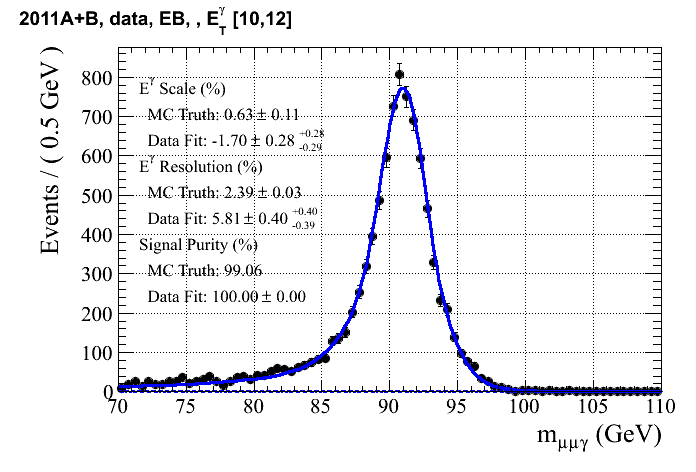 2011A+B, data, EB, , E_T^γ [10,12]
Events / ( 0.5 GeV )
800
700
600
500
400
300
200
100
0
E^γ Scale (%)
MC Truth: 0.63 ± 0.11
Data Fit: -1.70 ± 0.28 +0.28 -0.29
E^γ Resolution (%)
MC Truth: 2.39 ± 0.03
Data Fit: 5.81 ± 0.40 +0.40 -0.39
Signal Purity (%)
MC Truth: 99.06
Data Fit: 100.00 ± 0.00
70 75 80 85 90 95 100 105 110
m_μμγ (GeV)